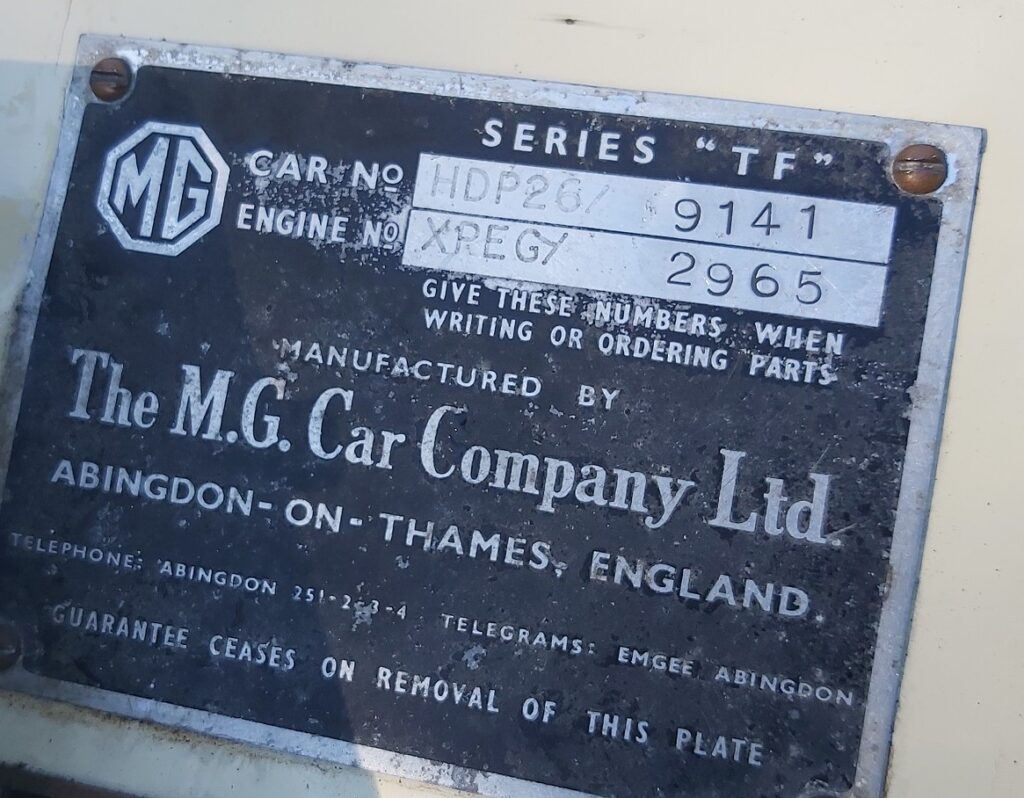 SERIES "TF"
MG
CAR Nº HDP26/ 9141
ENGINE Nº XPEG/ 2965
GIVE THESE NUMBERS WHEN
WRITING OR ORDERING PARTS
MANUFACTURED BY
The M.G. Car Company Ltd.
ABINGDON-ON-THAMES, ENGLAND
TELEPHONE: ABINGDON 251-2-3-4 TELEGRAMS: EMGEE ABINGDON
GUARANTEE CEASES ON REMOVAL OF THIS PLATE